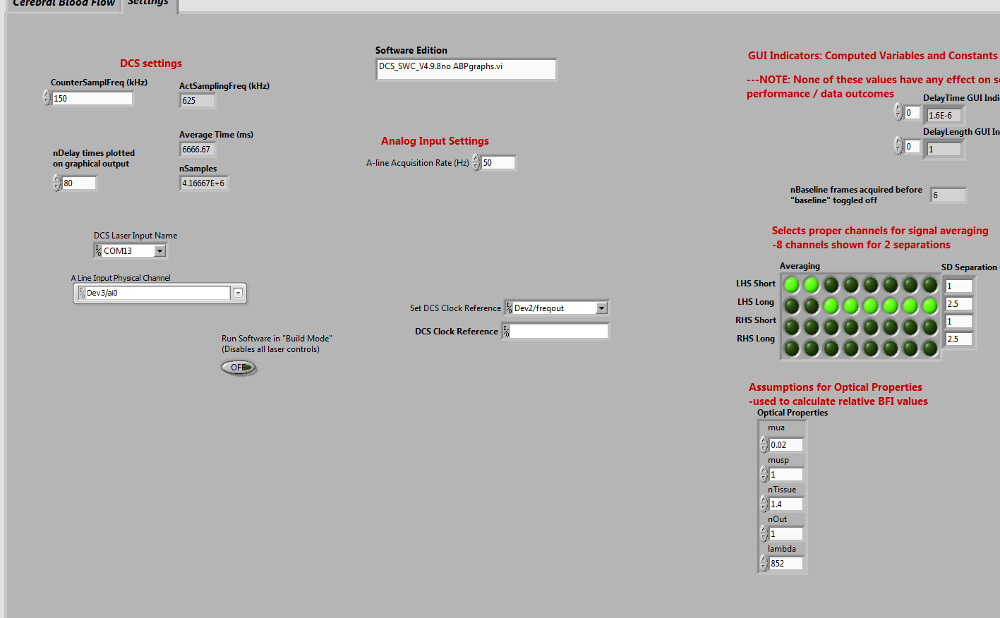 Cerebral Blood Flow
Settings
DCS settings
CounterSamplFreq (kHz)
150
ActSamplingFreq (kHz)
625
Average Time (ms)
6666.67
nDelay times plotted
on graphical output
80
nSamples
4.16667E+6
DCS Laser Input Name
COM13
A Line Input Physical Channel
Dev3/ai0
Run Software in "Build Mode"
(Disables all laser controls)
OFF
Software Edition
DCS_SWC_V4.9.8no ABPgraphs.vi
Analog Input Settings
A-line Acquisition Rate (Hz)
50
Set DCS Clock Reference
Dev2/freqout
DCS Clock Reference
GUI Indicators: Computed Variables and Constants
---NOTE: None of these values have any effect on
performance / data outcomes
DelayTime GUI
0
1.6E-6
DelayLength GUI
0
1
nBaseline frames acquired before
"baseline" toggled off
6
Selects proper channels for signal averaging
-8 channels shown for 2 separations
Averaging
SD Separation
LHS Short
1
LHS Long
2.5
RHS Short
1
RHS Long
2.5
Assumptions for Optical Properties
-used to calculate relative BFI values
Optical Properties
mua
0.02
musp
1
nTissue
1.4
nOut
1
lambda
852